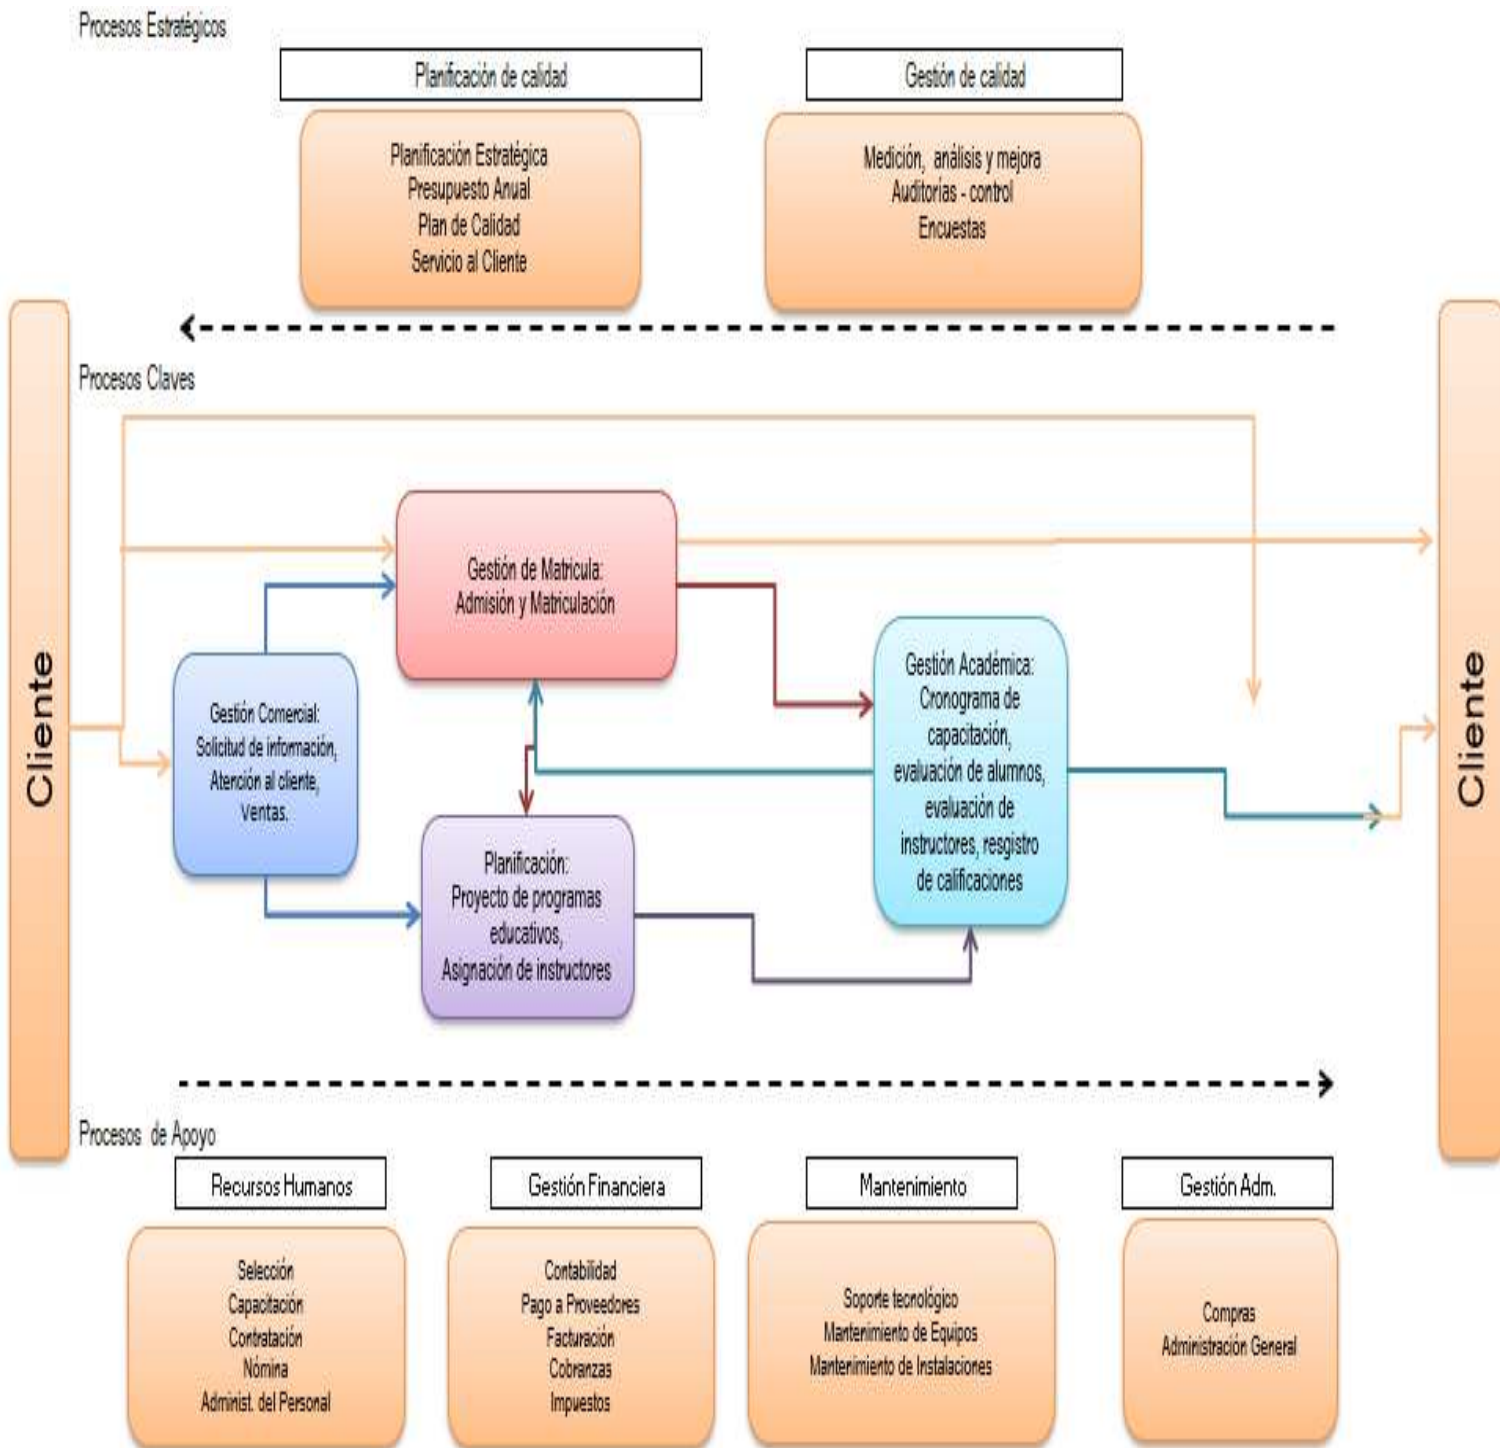 Procesos Estratégicos
Planificación de calidad
Gestión de calidad
Planificación Estratégica
Presupuesto Anual
Plan de Calidad
Servicio al Cliente
Medición, análisis y mejora
Auditorías - control
Encuestas
Procesos Claves
Cliente
Gestión de Matricula:
Admisión y Matriculación
Gestión Comercial:
Solicitud de información,
Atención al cliente,
Ventas.
Planificación:
Proyecto de programas
educativos,
Asignación de instructores
Gestión Académica:
Cronograma de
capacitación,
evaluación de alumnos,
evaluación de
instructores, resgistro
de calificaciones
Cliente
Procesos de Apoyo
Recursos Humanos
Gestión Financiera
Mantenimiento
Gestión Adm.
Selección
Capacitación
Contratación
Nómina
Administ. del Personal
Contabilidad
Pago a Proveedores
Facturación
Cobranzas
Impuestos
Soporte tecnológico
Mantenimiento de Equipos
Mantenimiento de Instalaciones
Compras
Administración General